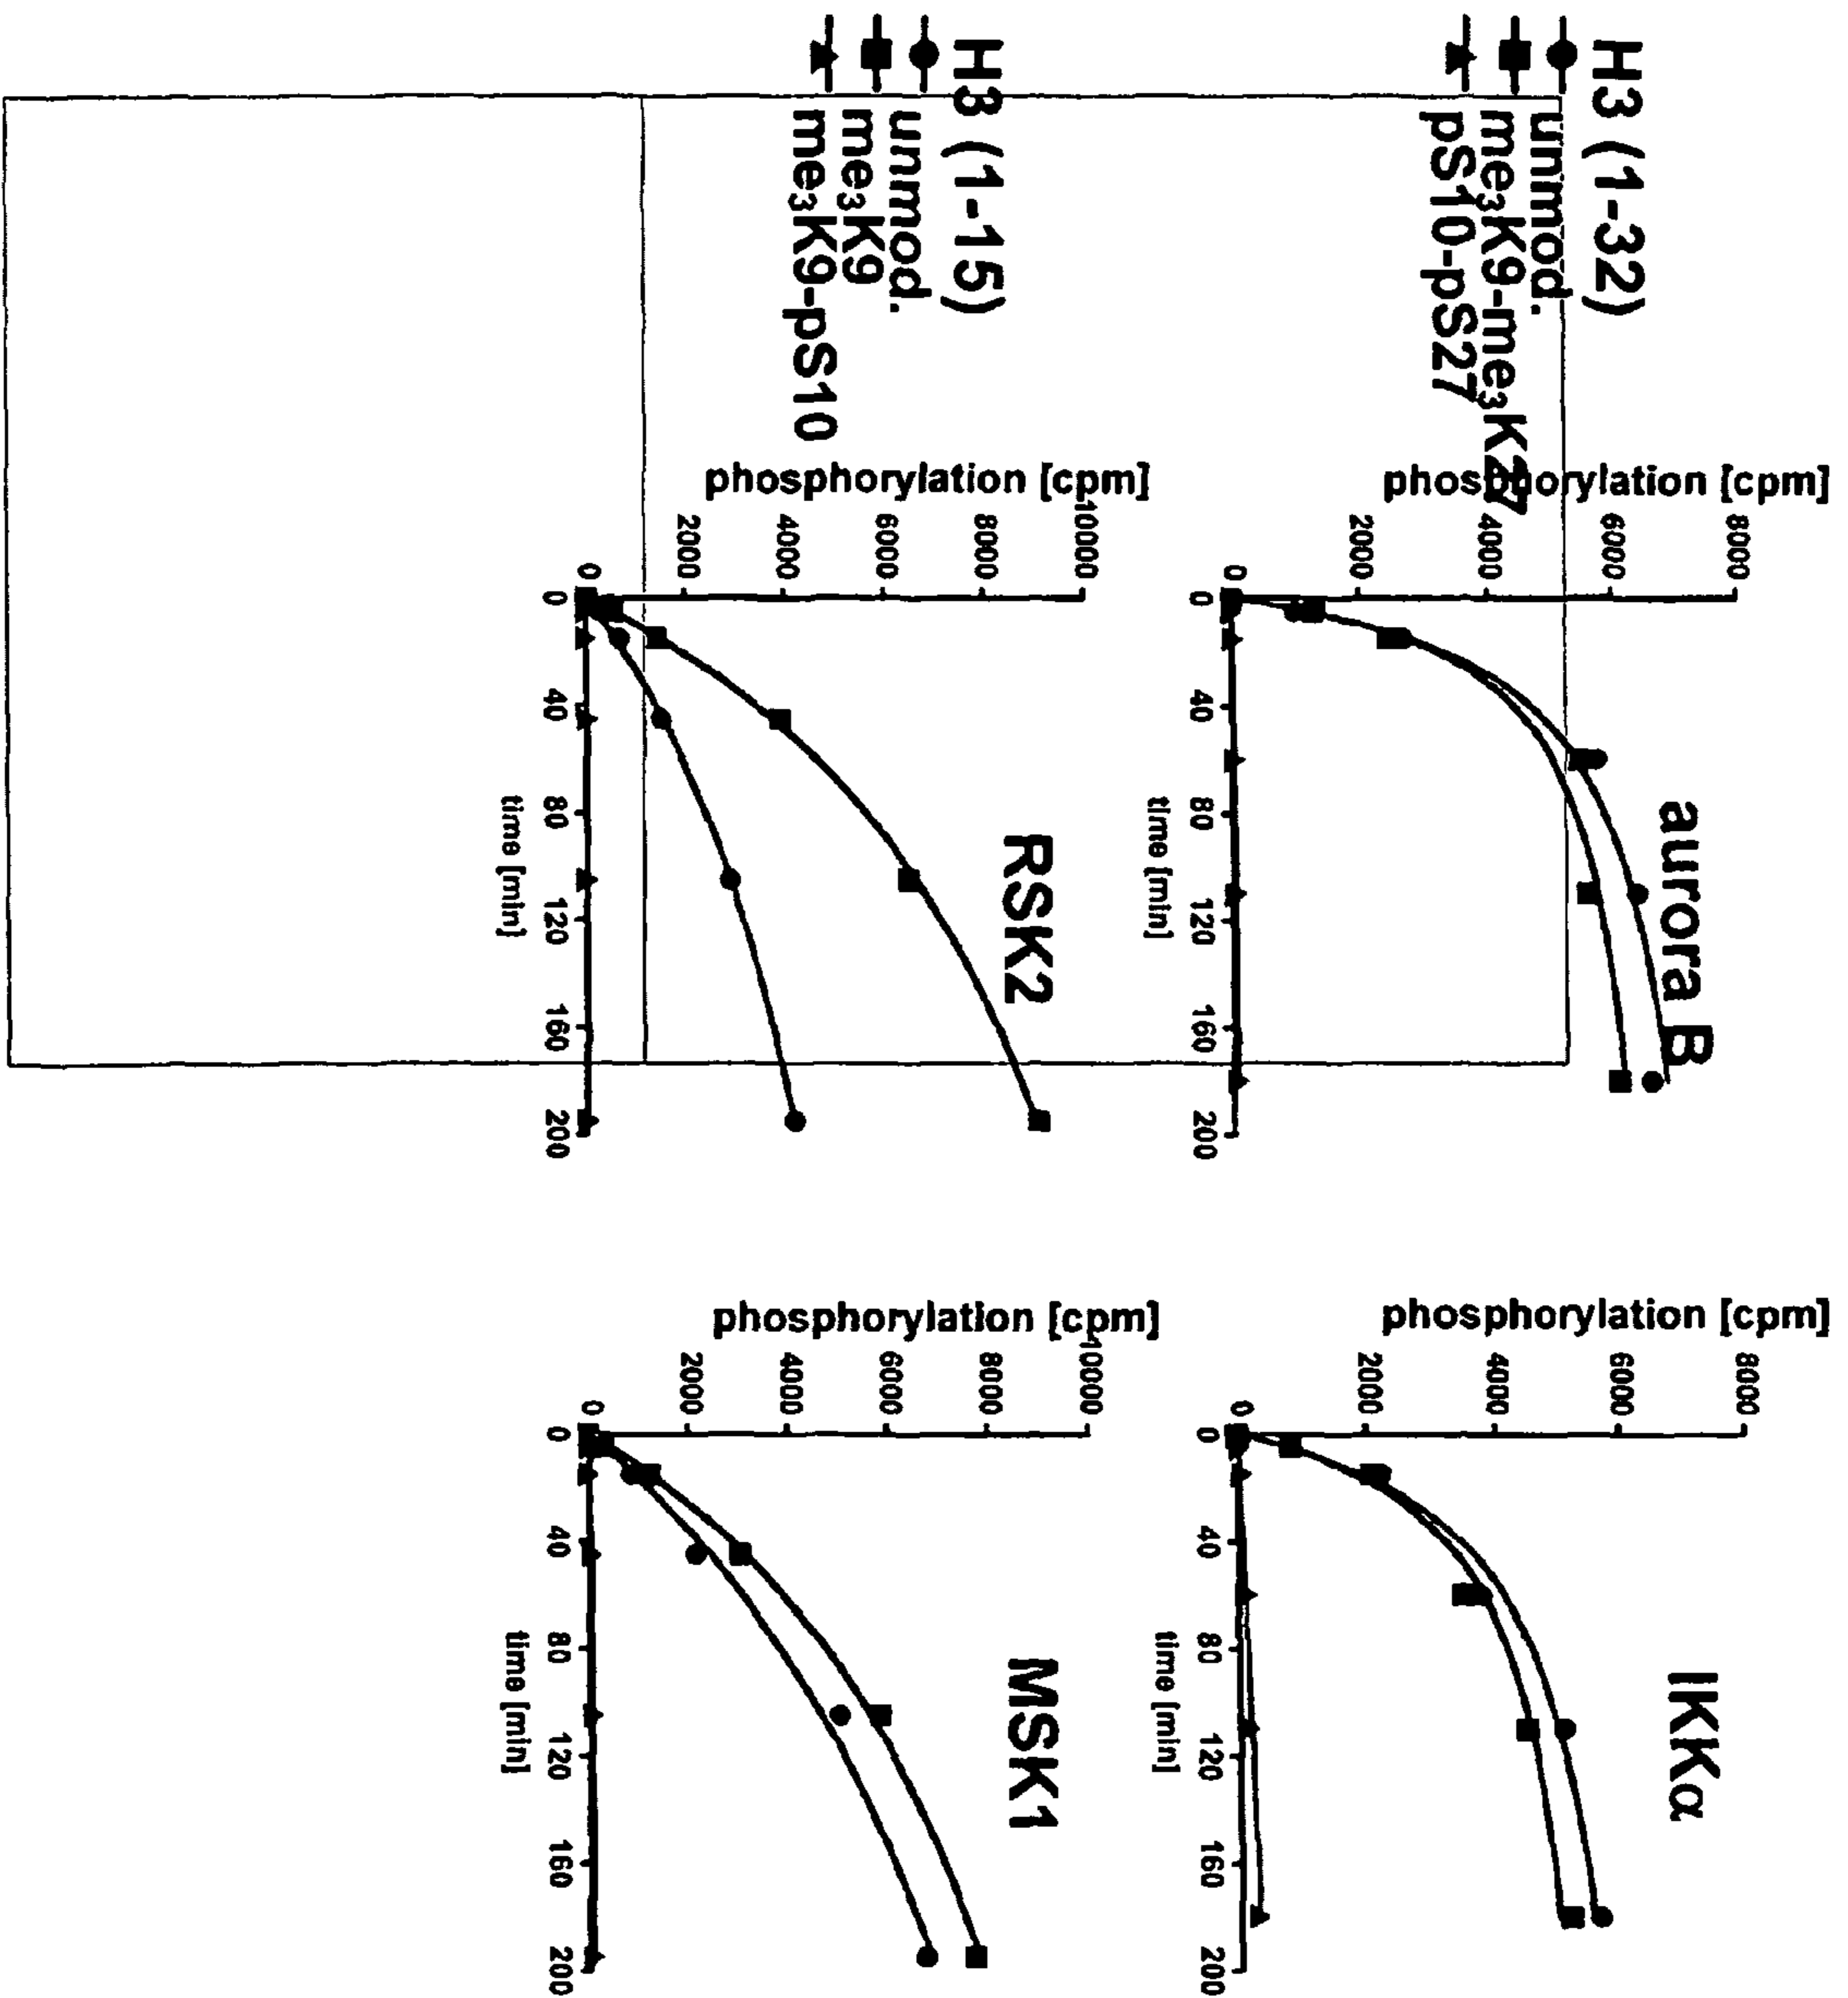 H3 (1-32)
unmod.
me₃K9-me₃K27
pS10-pS27
aurora B
phosphorylation [cpm]
8000
6000
4000
2000
0
0 40 80 120 160 200
time [min]
IKKα
phosphorylation [cpm]
8000
6000
4000
2000
0
0 40 80 120 160 200
time [min]
H3 (1-15)
unmod.
me₃K9
me₃K9-pS10
RSK2
phosphorylation [cpm]
10000
8000
6000
4000
2000
0
0 40 80 120 160 200
time [min]
MSK1
phosphorylation [cpm]
10000
8000
6000
4000
2000
0
0 40 80 120 160 200
time [min]